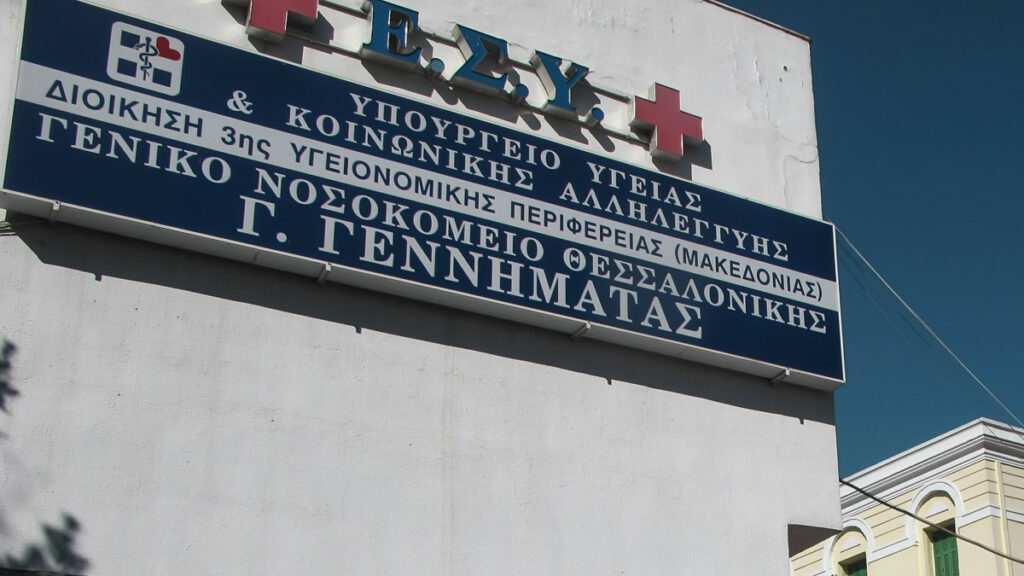 Ε.Σ.Υ.
ΥΠΟΥΡΓΕΙΟ ΥΓΕΙΑΣ
& ΚΟΙΝΩΝΙΚΗΣ ΑΛΛΗΛΕΓΓΥΗΣ
ΔΙΟΙΚΗΣΗ 3ης ΥΓΕΙΟΝΟΜΙΚΗΣ ΠΕΡΙΦΕΡΕΙΑΣ (ΜΑΚΕΔΟΝΙΑΣ)
ΓΕΝΙΚΟ ΝΟΣΟΚΟΜΕΙΟ ΘΕΣΣΑΛΟΝΙΚΗΣ
Γ. ΓΕΝΝΗΜΑΤΑΣ